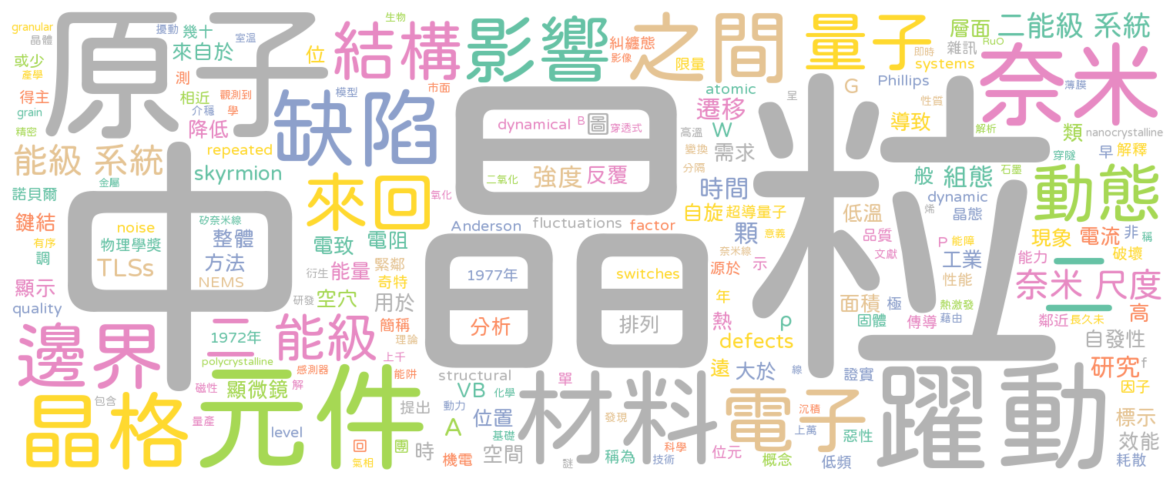 granular
擾動
生物
晶體
室溫
幾十
來自於
位
或少
產學
測
得主
相近
觀測到
grain
介穩
學
精密
降低
原子
結構
影響
糾纏態
影像
之間
限量
市面
模型
量子
即時
雜訊
層面
systems
RuO
二能級 系統
Phillips
奈米
薄膜
性質
atomic
遷移
呈
G
W
高溫
需求
導致
解析
類
nanocrystalline
早
解釋
能級 系統
repeated
金屬
skyrmion
缺陷
dynamical
B
圖
穿透式
變換
分隔
般
組態
穿隧
石墨
諾貝爾
鍵結
noise
物理學獎
有序
調
TLSs
矽奈米線
整體
方法
NEMS
來回
氧化
二氧化
強度
反覆
時間
自旋
超導量子
低溫
烯
dynamic
晶態
動態
Anderson
fluctuations
factor
顆
意義
品質
電流
非
稱
現象
P
能障
破壞
電致
電阻
衍生
能量
緊鄰
奇特
空穴
研發
用於
1977年
switches
奈米線
源於
示
文獻
工業
能力
性能
奈米 尺度
顯示
quality
1972年
中
晶粒
二
能級
簡稱
理論
上千
分析
排列
年
熱
ρ
面積
極
固體
傳導
熱激發
藉由
鄰近
長久未
高
自發性
邊界
polycrystalline
感測器
能阱
磁性
顯微鏡
解
structural
defects
遠
大於
線
證實
研究
f
因子
晶格
包含
量產
元件
level
提出
VB
化學
動力
A
位置
基礎
團
時
空間
回
氣相
機電
材料
單
發現
謎
稱為
科學
技術
電子
沉積
上萬
位元
概念
惡性
低頻
躍動
標示
效能
耗散